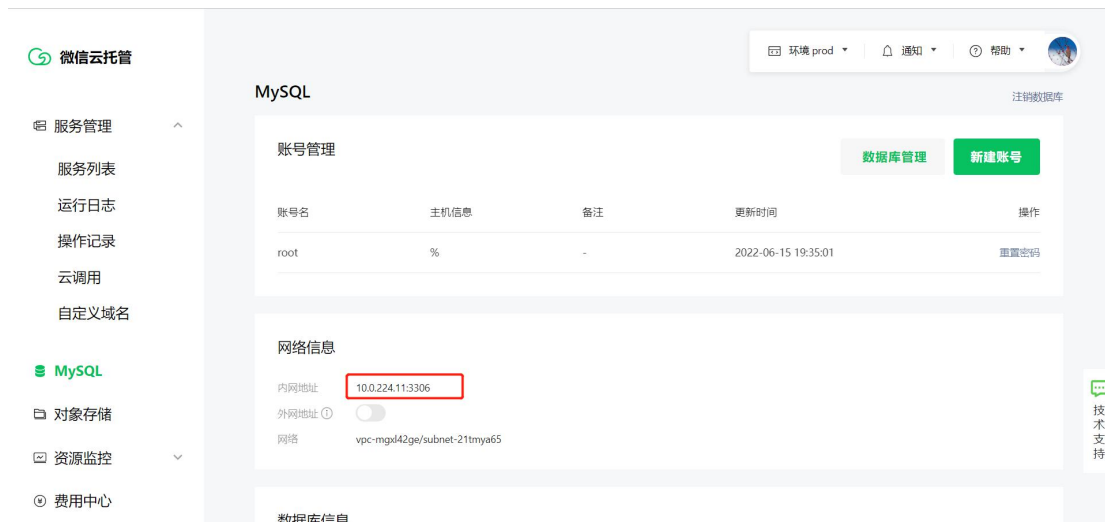 微信云托管
环境 prod
通知
帮助
MySQL
注销数据库
服务管理
服务列表
运行日志
操作记录
云调用
自定义域名
MySQL
对象存储
资源监控
费用中心
账号管理
数据库管理
新建账号
账号名 主机信息 备注 更新时间 操作
root % - 2022-06-15 19:35:01 重置密码
网络信息
内网地址 10.0.224.11:3306
外网地址
网络 vpc-mgxl42ge/subnet-21tmya65
数据库信息
技术支持